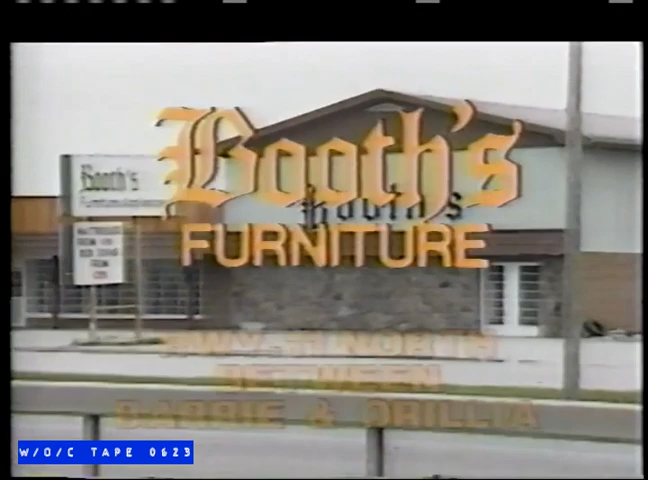 Booth's
FURNITURE
Booth's
Booth's
HWY. 11 NORTH
BETWEEN
BARRIE & ORILLIA
W/O/C TAPE 0623